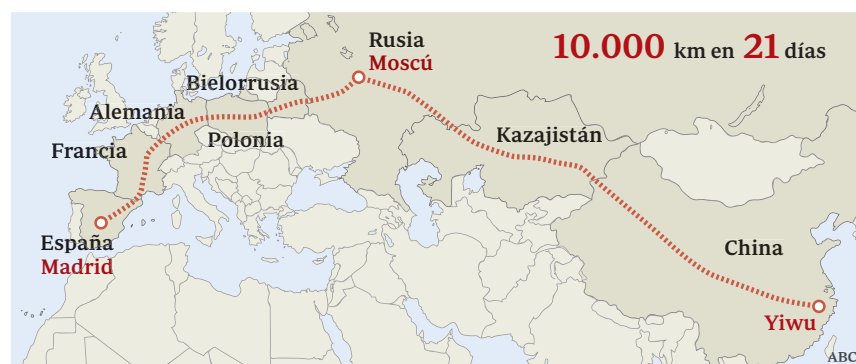 Rusia
Moscú
10.000 km en 21 días
Bielorrusia
Alemania
Polonia
Kazajistán
Francia
España
Madrid
China
Yiwu
ABC